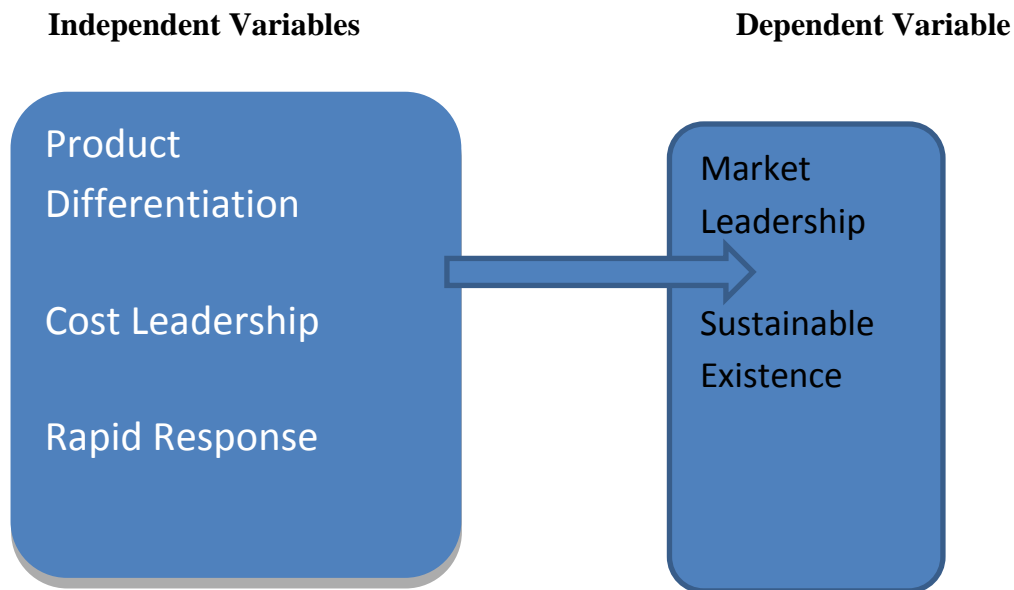 Independent Variables
Dependent Variable
Product
Differentiation
Cost Leadership
Rapid Response
Market
Leadership
Sustainable
Existence